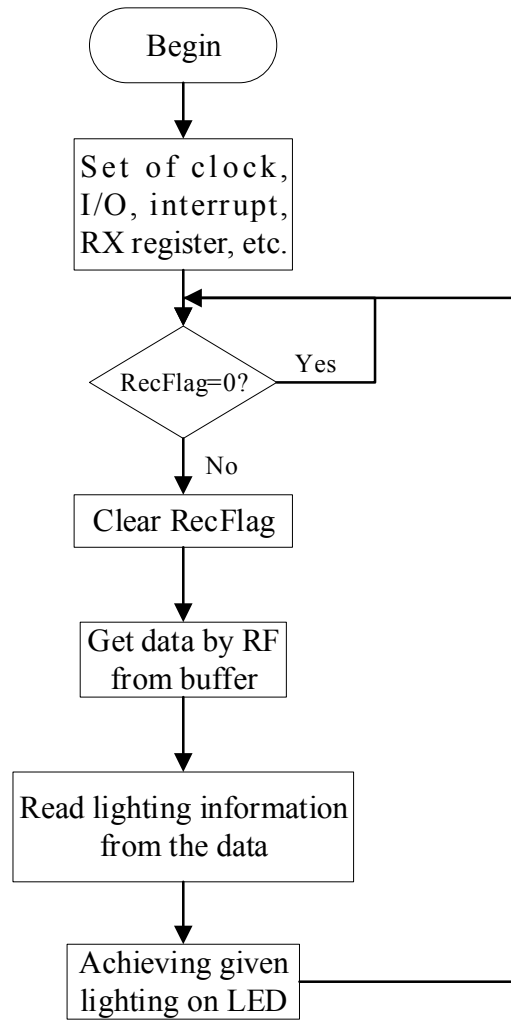 Begin
Set of clock,
I/O, interrupt,
RX register, etc.
RecFlag=0?
Yes
No
Clear RecFlag
Get data by RF
from buffer
Read lighting information
from the data
Achieving given
lighting on LED